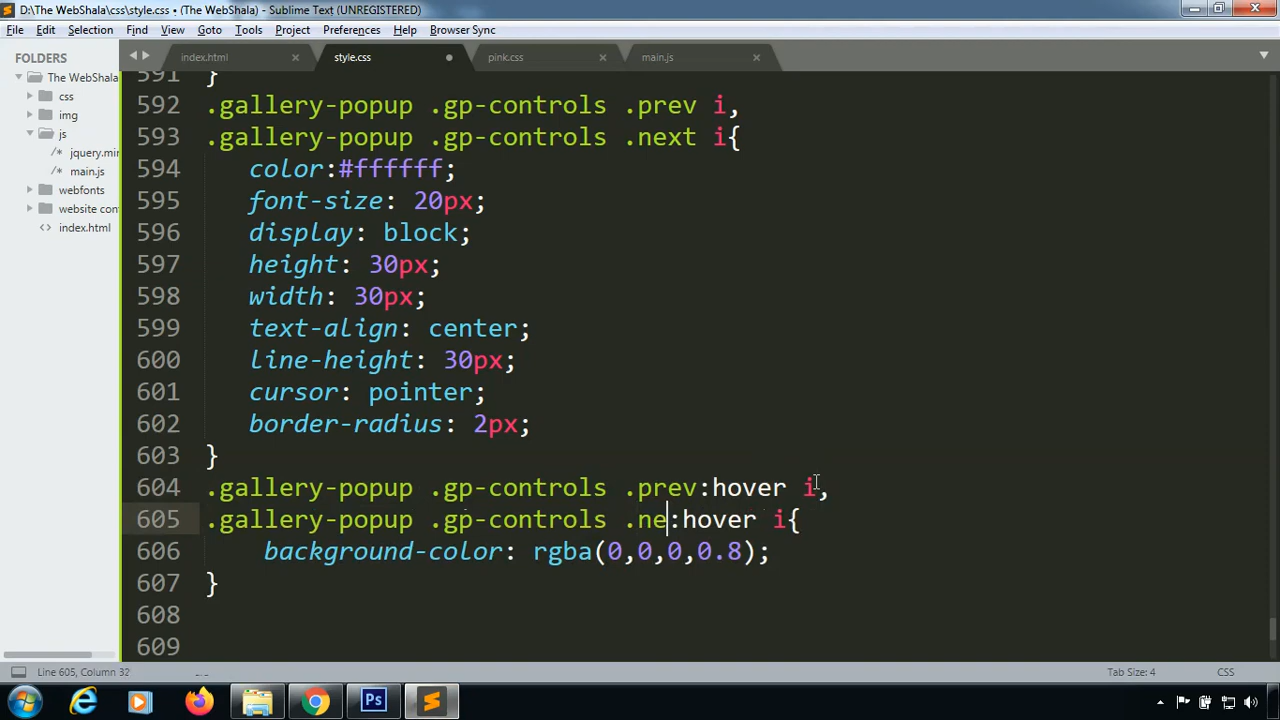 D:\The WebShala\css\style.css • (The WebShala) - Sublime Text (UNREGISTERED)
File Edit Selection Find View Goto Tools Project Preferences Help Browser Sync
FOLDERS
The WebShala
css
img
js
/* jquery.mir
/* main.js
webfonts
website con
<> index.html
index.html × style.css • pink.css × main.js ×
591 }
592 .gallery-popup .gp-controls .prev i,
593 .gallery-popup .gp-controls .next i{
594 color:#ffffff;
595 font-size: 20px;
596 display: block;
597 height: 30px;
598 width: 30px;
599 text-align: center;
600 line-height: 30px;
601 cursor: pointer;
602 border-radius: 2px;
603 }
604 .gallery-popup .gp-controls .prev:hover i,
605 .gallery-popup .gp-controls .ne:hover i{
606 background-color: rgba(0,0,0,0.8);
607 }
608
609
Line 605, Column 32 Tab Size: 4 CSS
Ps